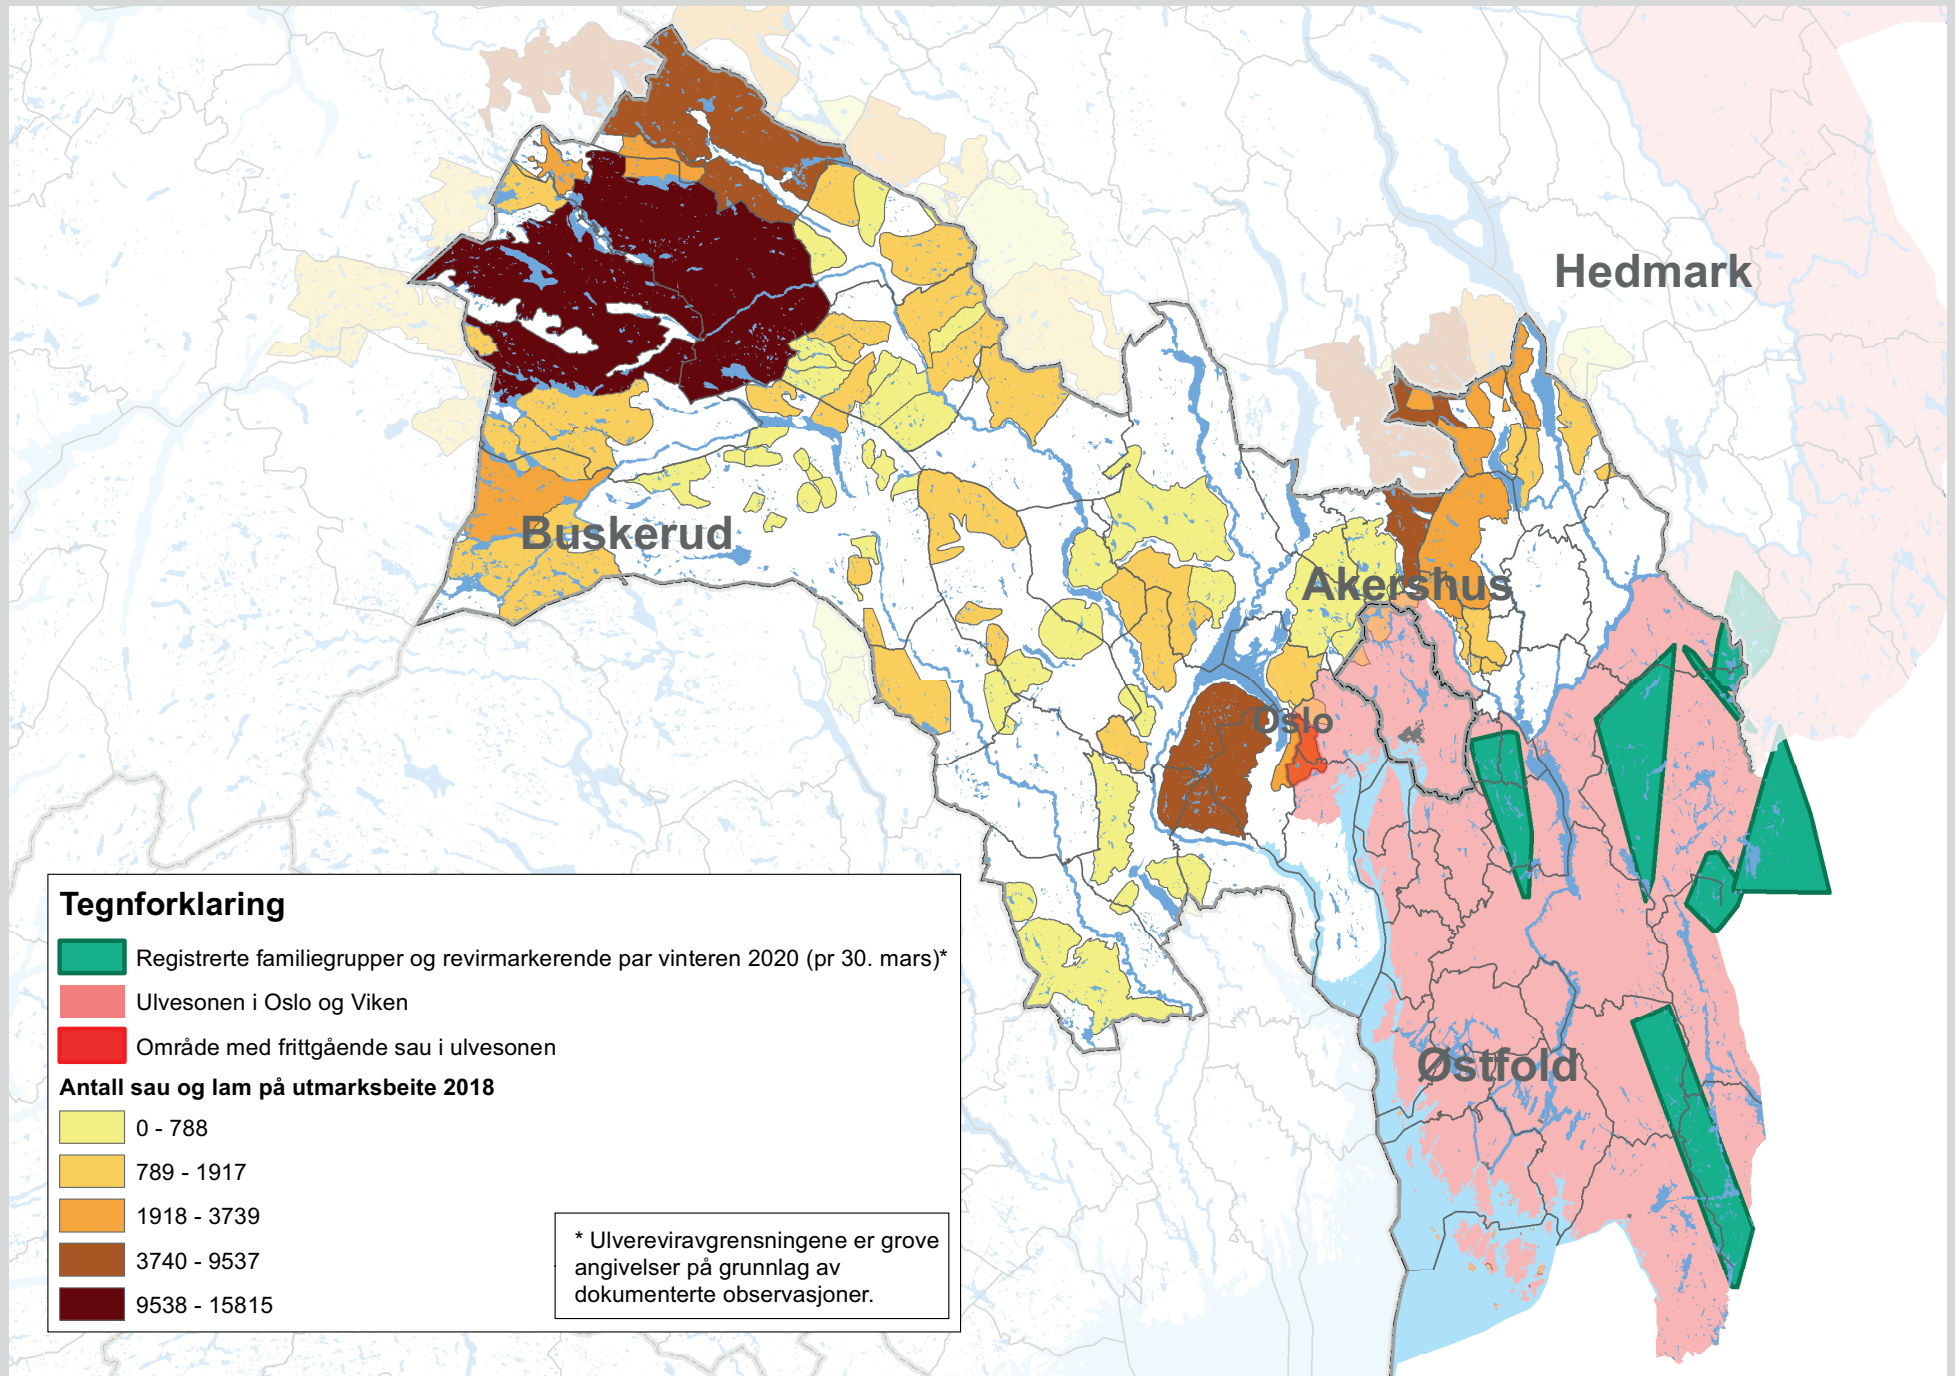 Hedmark
Buskerud
Akershus
Oslo
Østfold
Tegnforklaring
Registrerte familiegrupper og revirmarkerende par vinteren 2020 (pr 30. mars)*
Ulvesonen i Oslo og Viken
Område med frittgående sau i ulvesonen
Antall sau og lam på utmarksbeite 2018
0 - 788
789 - 1917
1918 - 3739
3740 - 9537
9538 - 15815
* Ulvereviravgrensningene er grove
angivelser på grunnlag av
dokumenterte observasjoner.